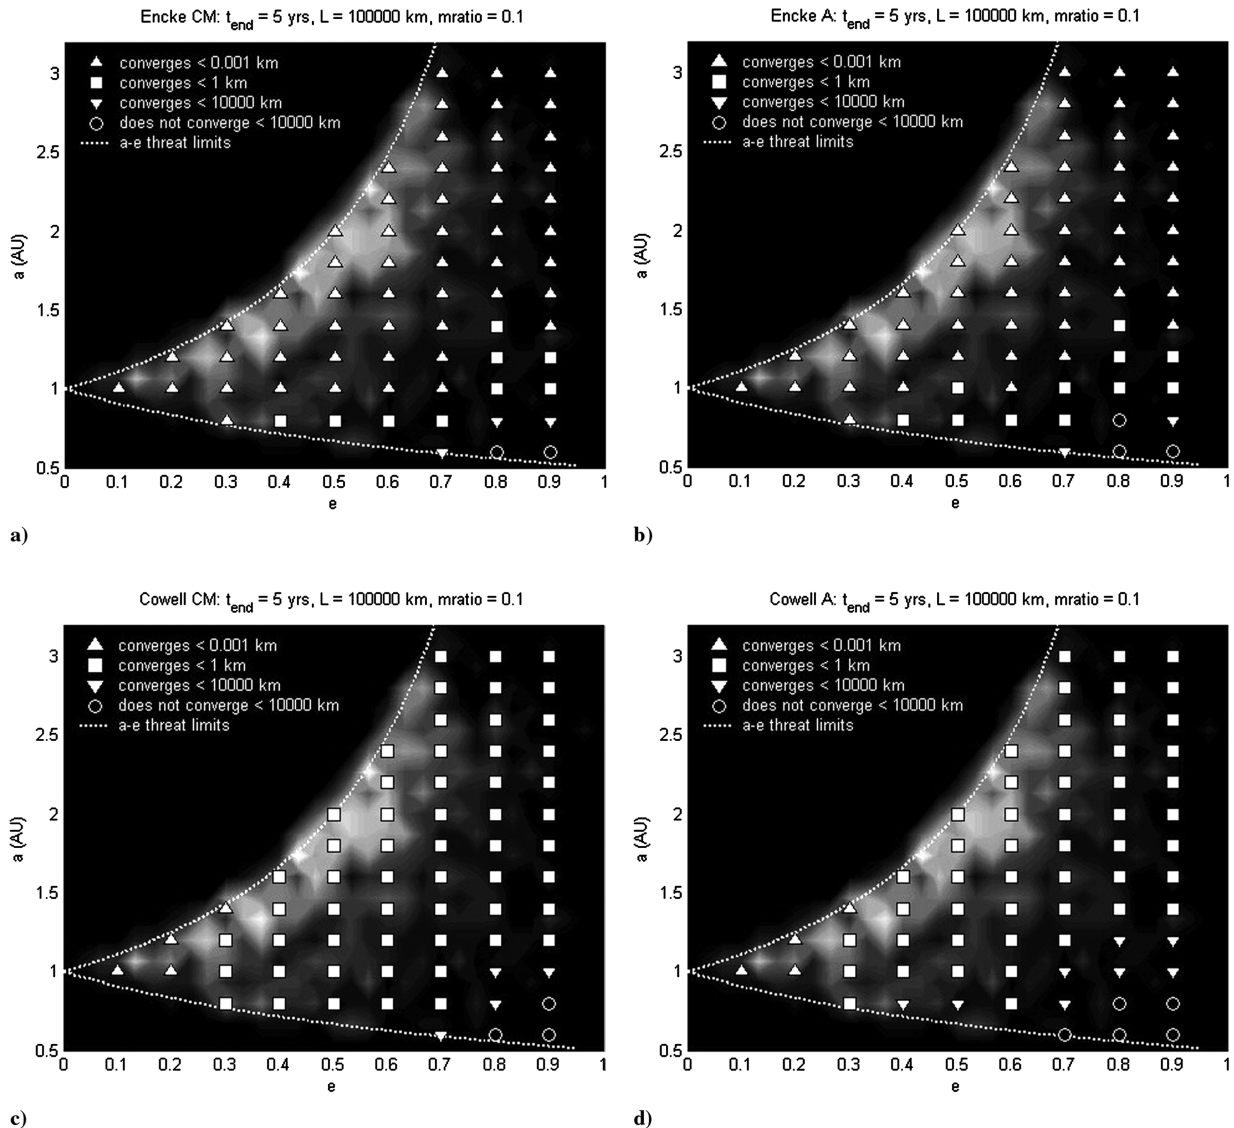 Encke CM: t_end = 5 yrs, L = 100000 km, mratio = 0.1
converges < 0.001 km
converges < 1 km
converges < 10000 km
does not converge < 10000 km
a-e threat limits
3
2.5
2
1.5
1
0.5
a (AU)
0 0.1 0.2 0.3 0.4 0.5 0.6 0.7 0.8 0.9 1
e
a)
Encke A: t_end = 5 yrs, L = 100000 km, mratio = 0.1
converges < 0.001 km
converges < 1 km
converges < 10000 km
does not converge < 10000 km
a-e threat limits
3
2.5
2
1.5
1
0.5
a (AU)
0 0.1 0.2 0.3 0.4 0.5 0.6 0.7 0.8 0.9 1
e
b)
Cowell CM: t_end = 5 yrs, L = 100000 km, mratio = 0.1
converges < 0.001 km
converges < 1 km
converges < 10000 km
does not converge < 10000 km
a-e threat limits
3
2.5
2
1.5
1
0.5
a (AU)
0 0.1 0.2 0.3 0.4 0.5 0.6 0.7 0.8 0.9 1
e
c)
Cowell A: t_end = 5 yrs, L = 100000 km, mratio = 0.1
converges < 0.001 km
converges < 1 km
converges < 10000 km
does not converge < 10000 km
a-e threat limits
3
2.5
2
1.5
1
0.5
a (AU)
0 0.1 0.2 0.3 0.4 0.5 0.6 0.7 0.8 0.9 1
e
d)